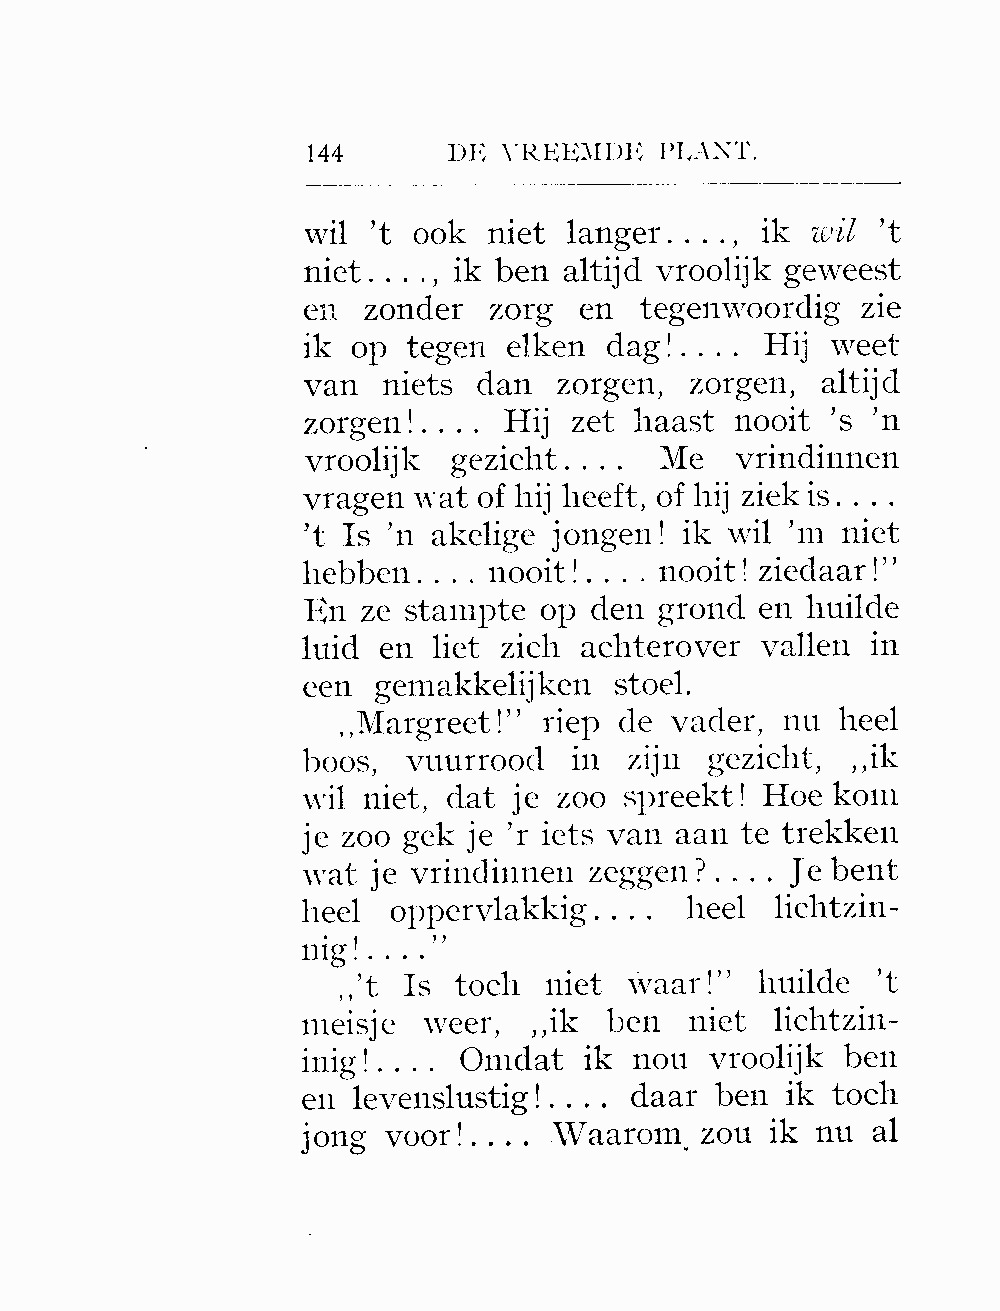 144 DE VREEMDE PLANT.
wil ’t ook niet langer...., ik wil ’t
niet...., ik ben altijd vroolijk geweest
en zonder zorg en tegenwoordig zie
ik op tegen elken dag!.... Hij weet
van niets dan zorgen, zorgen, altijd
zorgen!.... Hij zet haast nooit ’s ’n
vroolijk gezicht.... Me vrindinnen
vragen wat of hij heeft, of hij ziek is....
’t Is ’n akelige jongen! ik wil ’m niet
hebben.... nooit!.... nooit! ziedaar!”
En ze stampte op den grond en huilde
luid en liet zich achterover vallen in
een gemakkelijken stoel.
„Margreet!” riep de vader, nu heel
boos, vuurrood in zijn gezicht, „ik
wil niet, dat je zoo spreekt! Hoe kom
je zoo gek je ’r iets van aan te trekken
wat je vrindinnen zeggen?.... Je bent
heel oppervlakkig.... heel lichtzin-
nig!....”
„’t Is toch niet waar!” huilde ’t
meisje weer, „ik ben niet lichtzin-
inig!.... Omdat ik nou vroolijk ben
en levenslustig!.... daar ben ik toch
jong voor!.... Waarom zou ik nu al